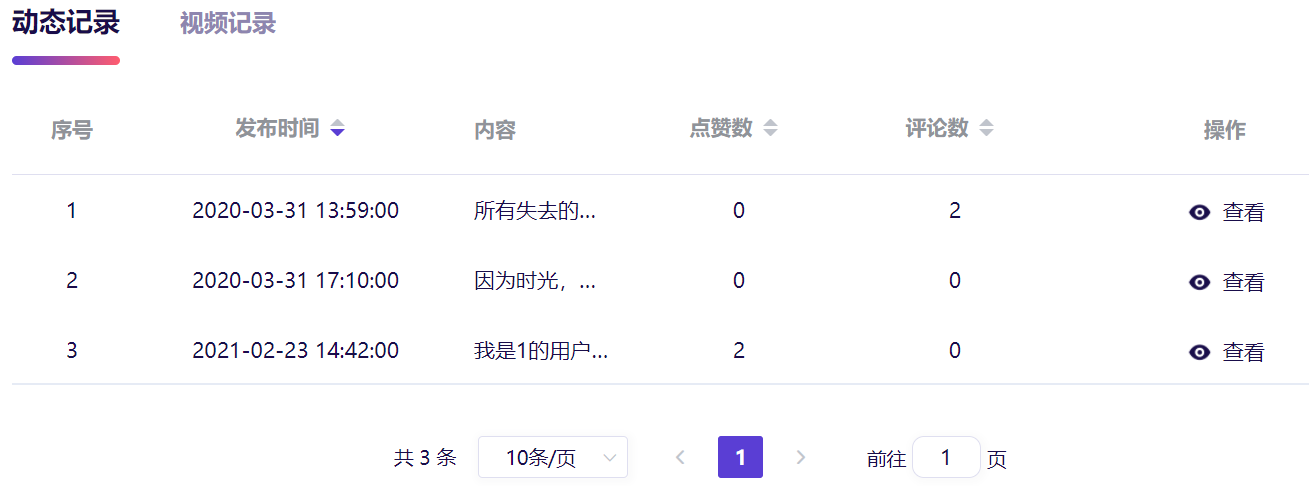 动态记录 视频记录
序号 发布时间 内容 点赞数 评论数 操作
1 2020-03-31 13:59:00 所有失去的... 0 2 查看
2 2020-03-31 17:10:00 因为时光，... 0 0 查看
3 2021-02-23 14:42:00 我是1的用户... 2 0 查看
共 3 条 10条/页 1 前往 1 页